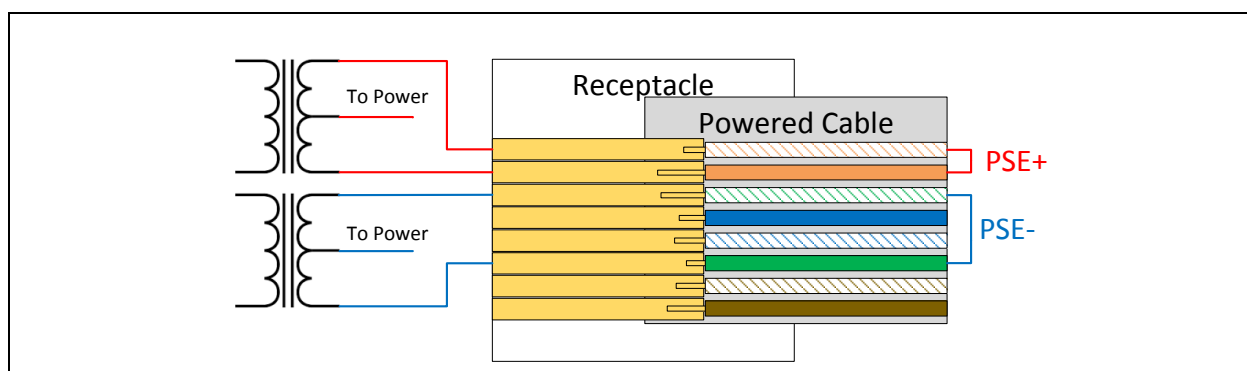 Receptacle
To Power
Powered Cable
PSE+
To Power
PSE-